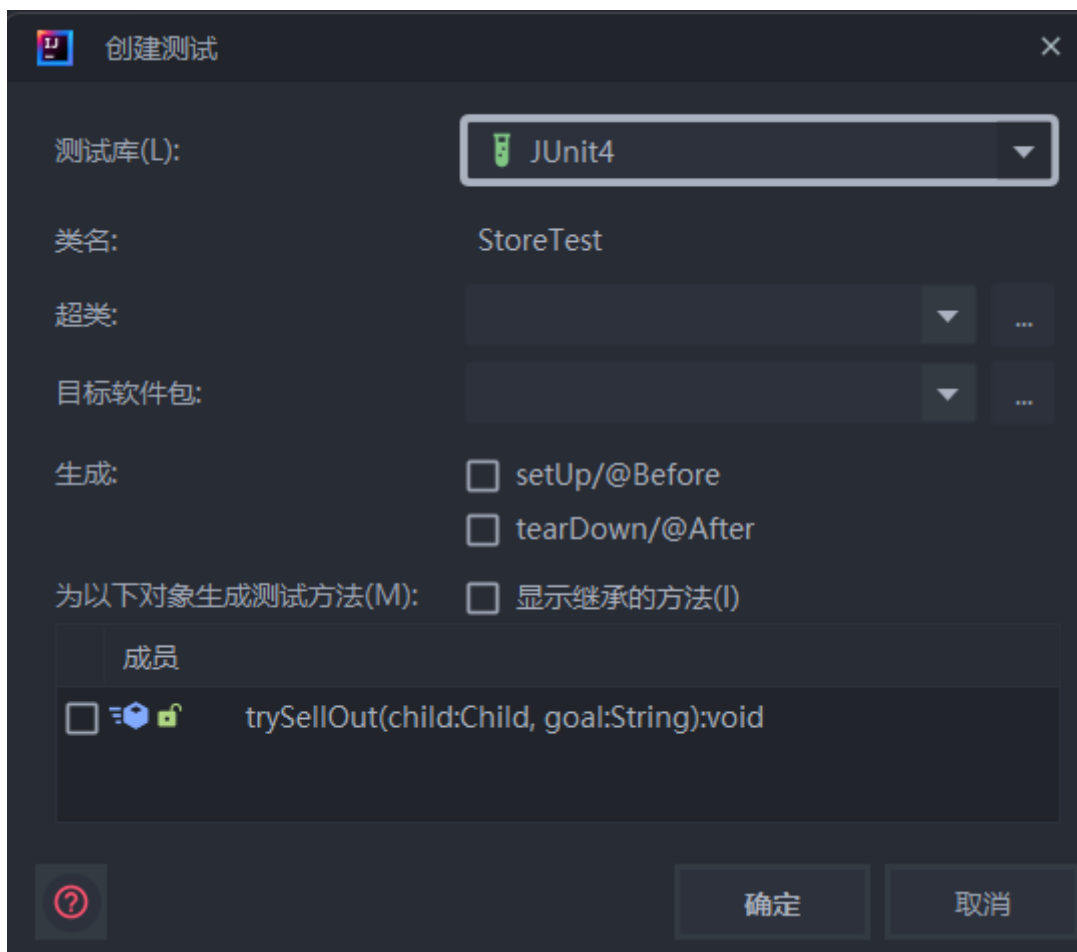 创建测试
测试库(L): JUnit4
类名: StoreTest
超类: ...
目标软件包: ...
生成: setUp/@Before
tearDown/@After
为以下对象生成测试方法(M): 显示继承的方法(I)
成员
trySellOut(child:Child, goal:String):void
? 确定 取消